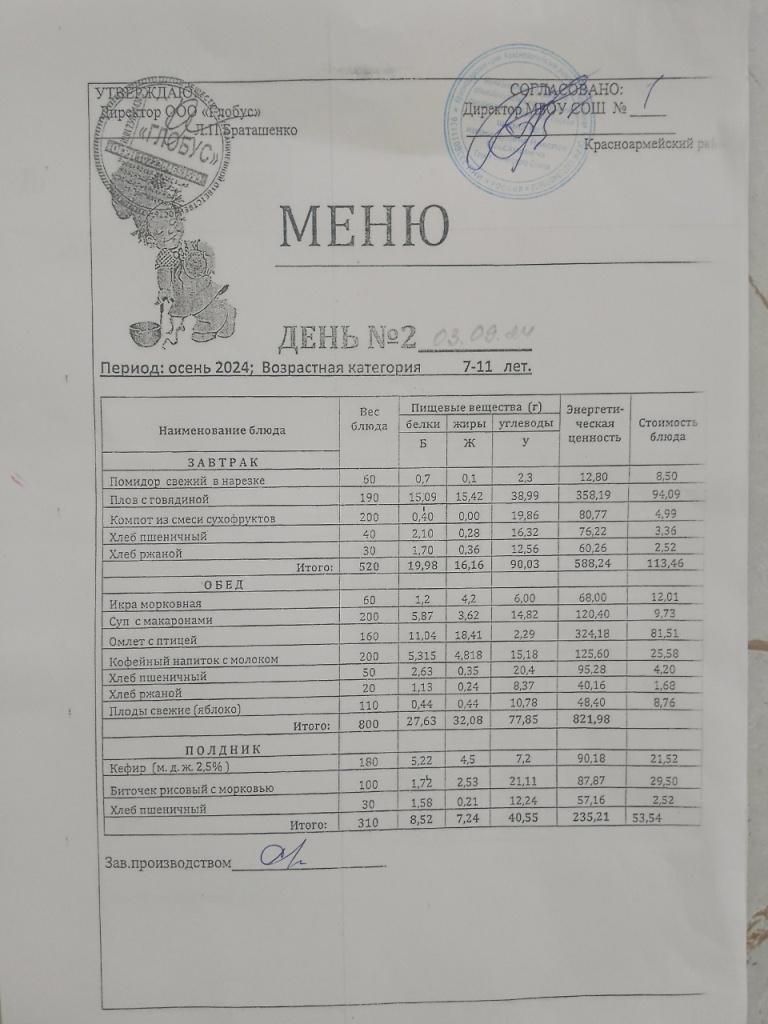 УТВЕРЖДАЮ
Директор ООО «Глобус»
Л.П.Браташенко
«ГЛОБУС»
СОГЛАСОВАНО:
Директор МБОУ СОШ № 1
Красноармейский
МЕНЮ
ДЕНЬ №2 03.09.24
Период: осень 2024; Возрастная категория 7-11 лет.
Наименование блюда Вес блюда Пищевые вещества (г) Энергети-ческая ценность Стоимость блюда
белки жиры углеводы
Б Ж У
ЗАВТРАК
Помидор свежий в нарезке 60 0,7 0,1 2,3 12,80 8,50
Плов с говядиной 190 15,09 15,42 38,99 358,19 94,09
Компот из смеси сухофруктов 200 0,40 0,00 19,86 80,77 4,99
Хлеб пшеничный 40 2,10 0,28 16,32 76,22 3,36
Хлеб ржаной 30 1,70 0,36 12,56 60,26 2,52
Итого: 520 19,98 16,16 90,03 588,24 113,46
ОБЕД
Икра морковная 60 1,2 4,2 6,00 68,00 12,01
Суп с макаронами 200 5,87 3,62 14,82 120,40 9,73
Омлет с птицей 160 11,04 18,41 2,29 324,18 81,51
Кофейный напиток с молоком 200 5,315 4,818 15,18 125,60 25,58
Хлеб пшеничный 50 2,63 0,35 20,4 95,28 4,20
Хлеб ржаной 20 1,13 0,24 8,37 40,16 1,68
Плоды свежие (яблоко) 110 0,44 0,44 10,78 48,40 8,76
Итого: 800 27,63 32,08 77,85 821,98
ПОЛДНИК
Кефир (м. д. ж. 2,5% ) 180 5,22 4,5 7,2 90,18 21,52
Биточек рисовый с морковью 100 1,72 2,53 21,11 87,87 29,50
Хлеб пшеничный 30 1,58 0,21 12,24 57,16 2,52
Итого: 310 8,52 7,24 40,55 235,21 53,54
Зав.производством